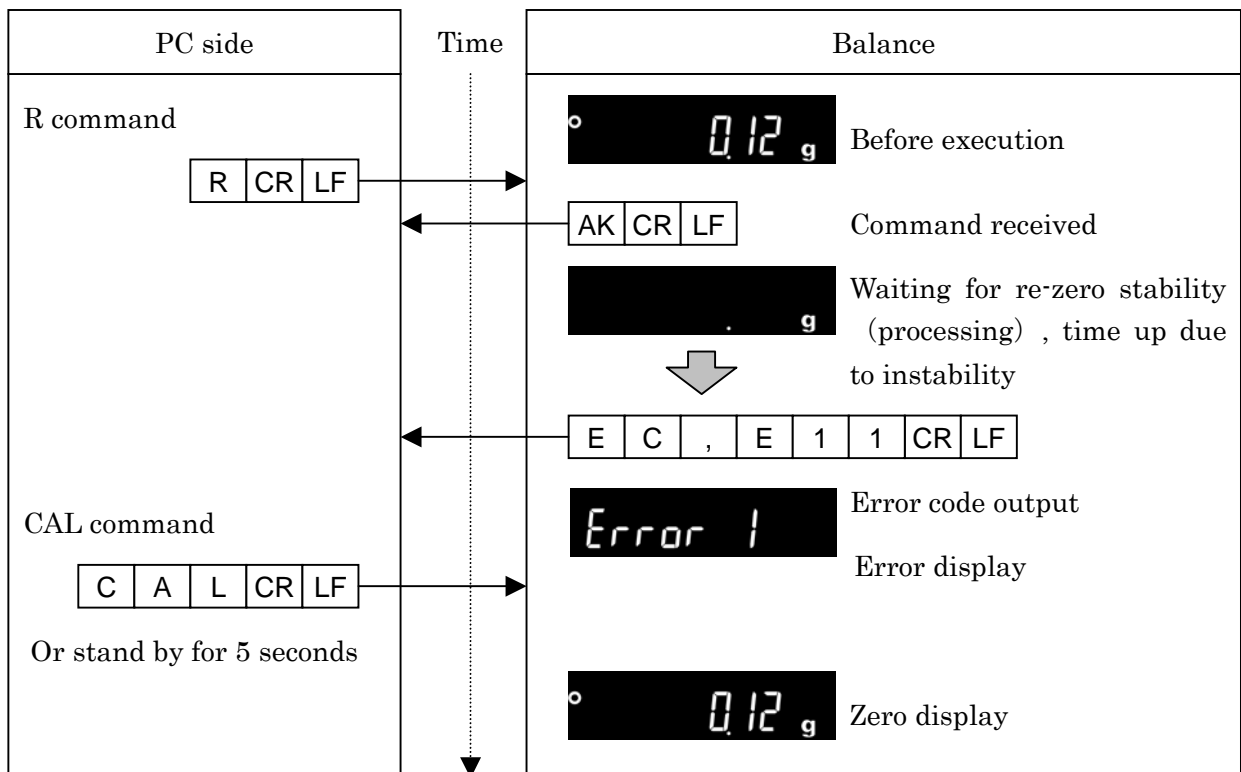 PC side
Time
Balance
R command
0.12 g
Before execution
R CR LF
AK CR LF
Command received
. g
Waiting for re-zero stability
(processing) , time up due
to instability
E C , E 1 1 CR LF
CAL command
Error 1
Error code output
Error display
C A L CR LF
Or stand by for 5 seconds
0.12 g
Zero display